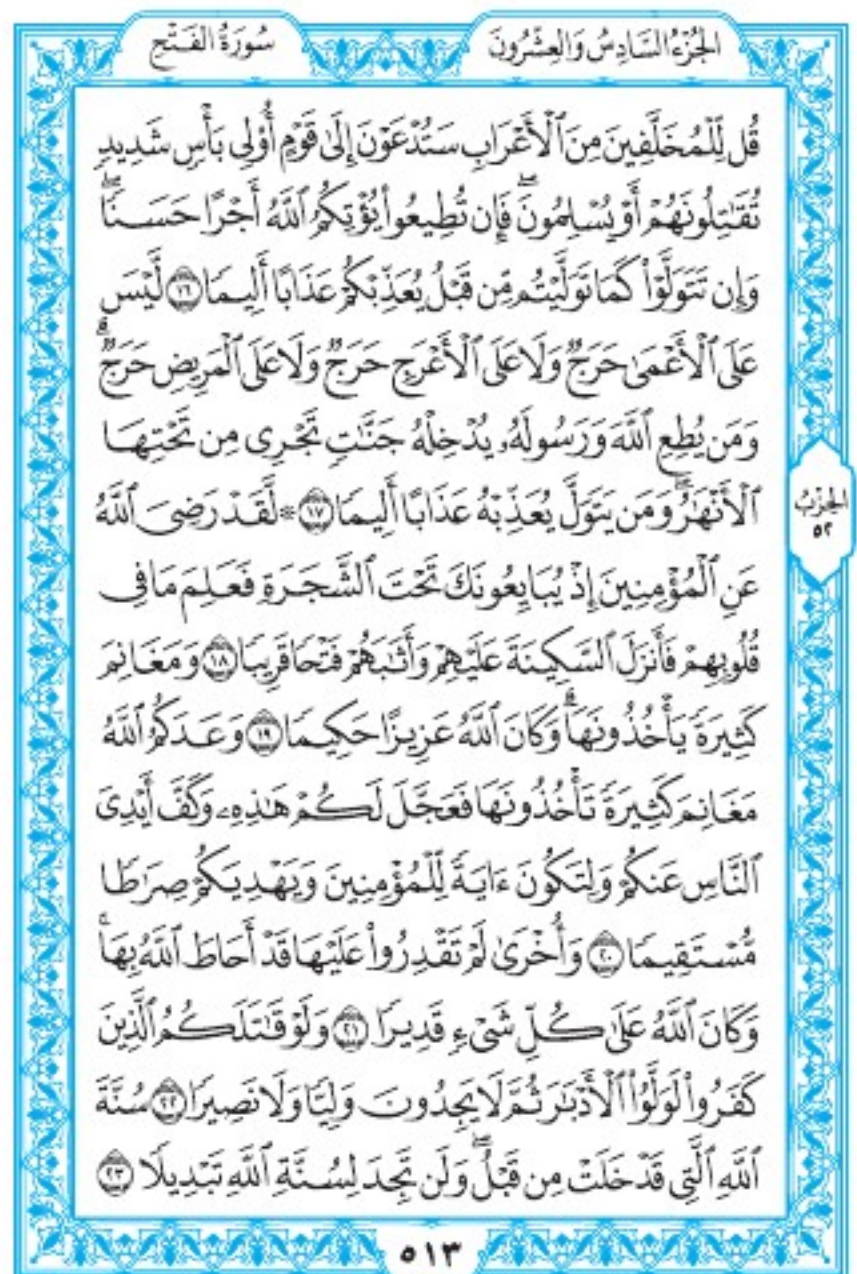 سُورَةُ الفَتْحِ
الجُزْءُ السَّادِسُ وَالعِشْرُونَ
قُل لِّلْمُخَلَّفِينَ مِنَ ٱلْأَعْرَابِ سَتُدْعَوْنَ إِلَىٰ قَوْمٍ أُوْلِى بَأْسٍ شَدِيدٍ
تُقَٰتِلُونَهُمْ أَوْ يُسْلِمُونَۖ فَإِن تُطِيعُوا۟ يُؤْتِكُمُ ٱللَّهُ أَجْرًا حَسَنًاۖ
وَإِن تَتَوَلَّوْا۟ كَمَا تَوَلَّيْتُم مِّن قَبْلُ يُعَذِّبْكُمْ عَذَابًا أَلِيمًا ١٦ لَّيْسَ
عَلَى ٱلْأَعْمَىٰ حَرَجٌ وَلَا عَلَى ٱلْأَعْرَجِ حَرَجٌ وَلَا عَلَى ٱلْمَرِيضِ حَرَجٌۗ
وَمَن يُطِعِ ٱللَّهَ وَرَسُولَهُۥ يُدْخِلْهُ جَنَّٰتٍ تَجْرِى مِن تَحْتِهَا
ٱلْأَنْهَٰرُۖ وَمَن يَتَوَلَّ يُعَذِّبْهُ عَذَابًا أَلِيمًا ١٧ ۞ لَّقَدْ رَضِىَ ٱللَّهُ
عَنِ ٱلْمُؤْمِنِينَ إِذْ يُبَايِعُونَكَ تَحْتَ ٱلشَّجَرَةِ فَعَلِمَ مَا فِى
قُلُوبِهِمْ فَأَنزَلَ ٱلسَّكِينَةَ عَلَيْهِمْ وَأَثَٰبَهُمْ فَتْحًا قَرِيبًا ١٨ وَمَغَانِمَ
كَثِيرَةً يَأْخُذُونَهَاۗ وَكَانَ ٱللَّهُ عَزِيزًا حَكِيمًا ١٩ وَعَدَكُمُ ٱللَّهُ
مَغَانِمَ كَثِيرَةً تَأْخُذُونَهَا فَعَجَّلَ لَكُمْ هَٰذِهِۦ وَكَفَّ أَيْدِىَ
ٱلنَّاسِ عَنكُمْ وَلِتَكُونَ ءَايَةً لِّلْمُؤْمِنِينَ وَيَهْدِيَكُمْ صِرَٰطًا
مُّسْتَقِيمًا ٢٠ وَأُخْرَىٰ لَمْ تَقْدِرُوا۟ عَلَيْهَا قَدْ أَحَاطَ ٱللَّهُ بِهَاۚ
وَكَانَ ٱللَّهُ عَلَىٰ كُلِّ شَىْءٍ قَدِيرًا ٢١ وَلَوْ قَٰتَلَكُمُ ٱلَّذِينَ
كَفَرُوا۟ لَوَلَّوُا۟ ٱلْأَدْبَٰرَ ثُمَّ لَا يَجِدُونَ وَلِيًّا وَلَا نَصِيرًا ٢٢ سُنَّةَ
ٱللَّهِ ٱلَّتِى قَدْ خَلَتْ مِن قَبْلُۖ وَلَن تَجِدَ لِسُنَّةِ ٱللَّهِ تَبْدِيلًا ٢٣
الحِزْبُ
٥٢
٥١٣